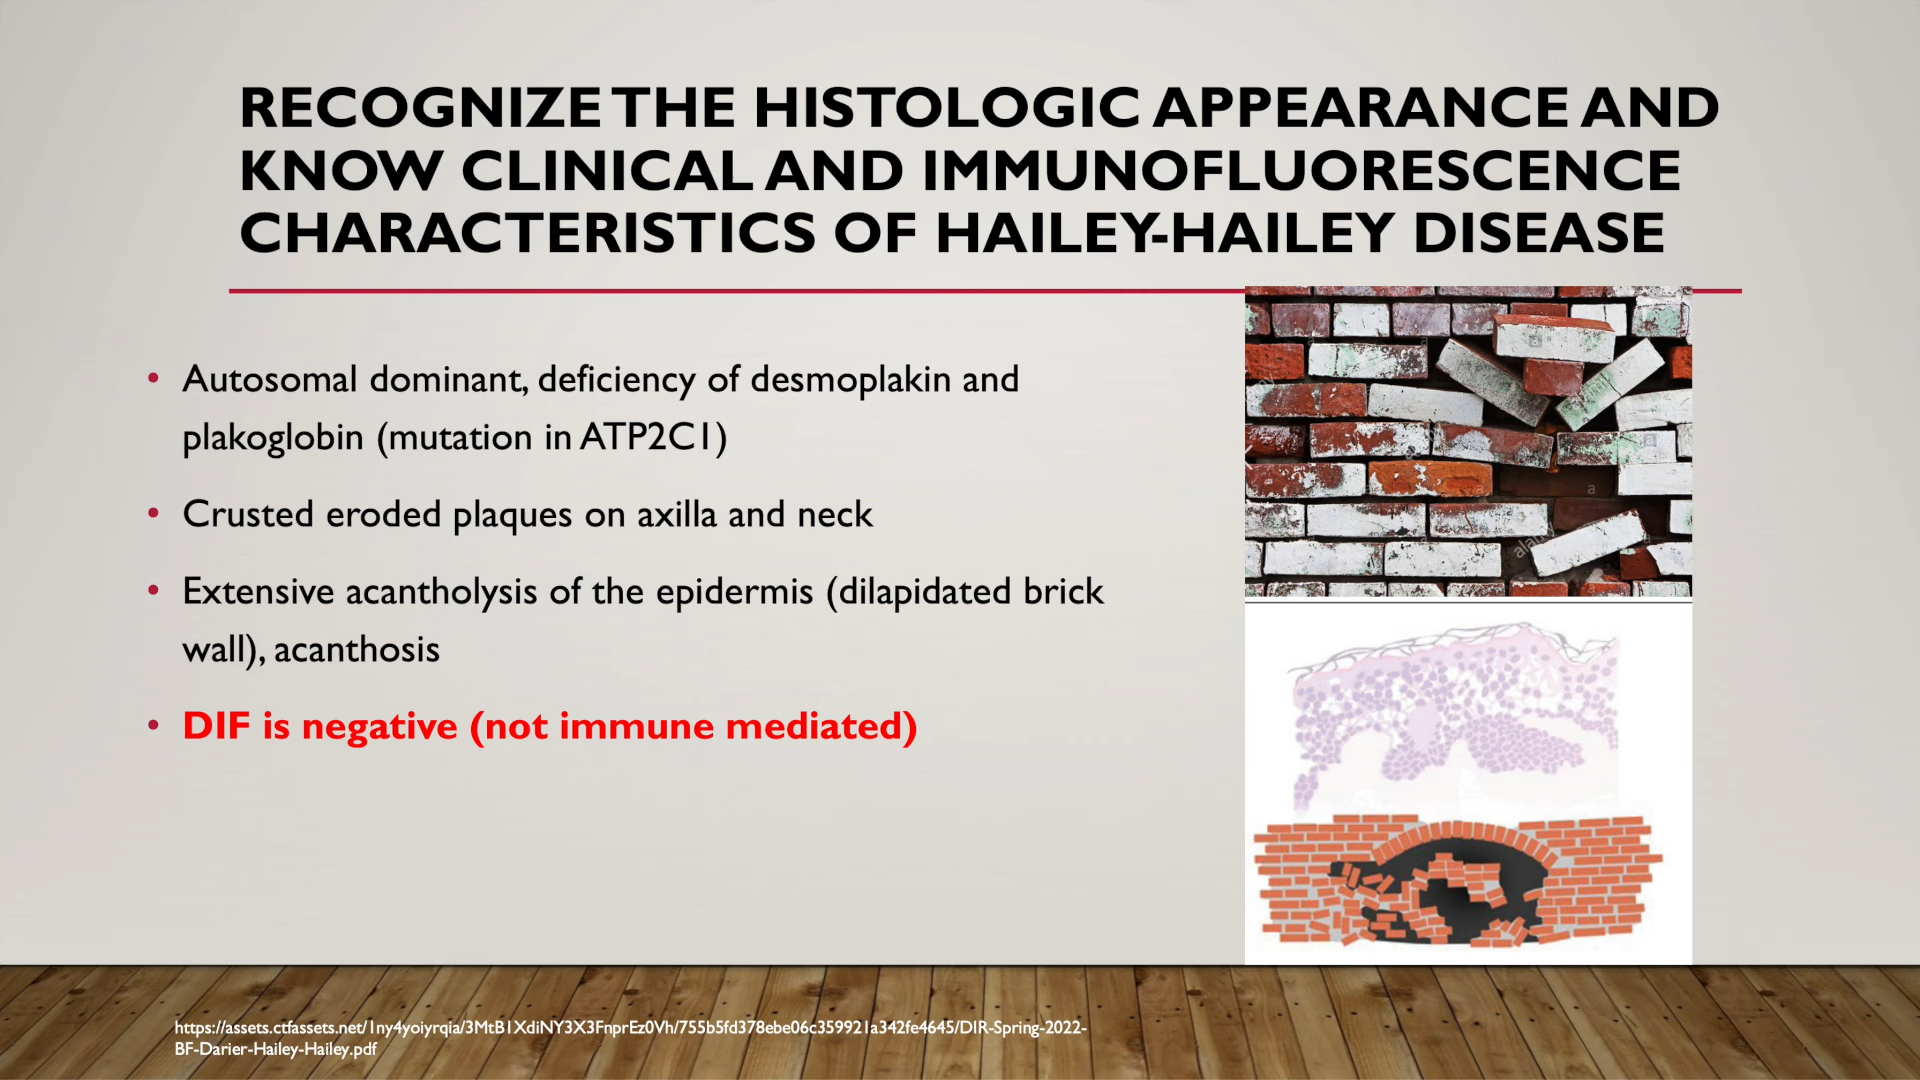 RECOGNIZE THE HISTOLOGIC APPEARANCE AND
KNOW CLINICAL AND IMMUNOFLUORESCENCE
CHARACTERISTICS OF HAILEY-HAILEY DISEASE
• Autosomal dominant, deficiency of desmoplakin and
plakoglobin (mutation in ATP2C1)
• Crusted eroded plaques on axilla and neck
• Extensive acantholysis of the epidermis (dilapidated brick
wall), acanthosis
• DIF is negative (not immune mediated)
https://assets.ctfassets.net/1ny4yoiyrqia/3MtB1XdiNY3X3FnprEz0Vh/755b5fd378ebe06c359921a342fe4645/DIR-Spring-2022-
BF-Darier-Hailey-Hailey.pdf